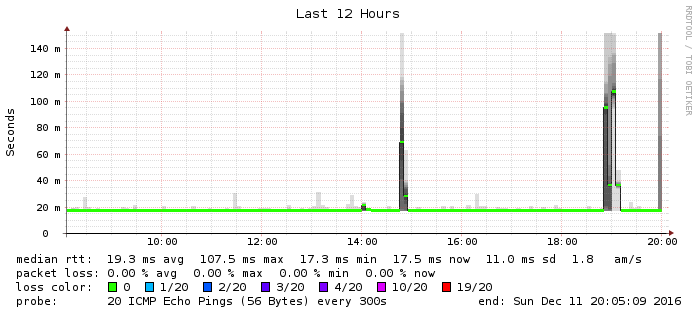 Last 12 Hours
RRDTOOL / TOBI OETIKER
Seconds
140 m
120 m
100 m
80 m
60 m
40 m
20 m
0
10:00 12:00 14:00 16:00 18:00 20:00
median rtt: 19.3 ms avg 107.5 ms max 17.3 ms min 17.5 ms now 11.0 ms sd 1.8 am/s
packet loss: 0.00 % avg 0.00 % max 0.00 % min 0.00 % now
loss color: 0 1/20 2/20 3/20 4/20 10/20 19/20
probe: 20 ICMP Echo Pings (56 Bytes) every 300s end: Sun Dec 11 20:05:09 2016